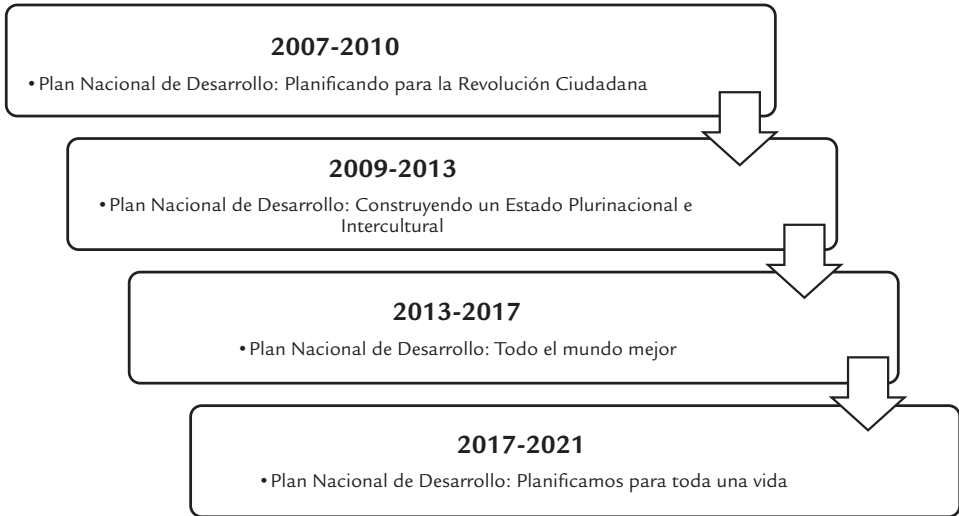 2007-2010
• Plan Nacional de Desarrollo: Planificando para la Revolución Ciudadana
2009-2013
• Plan Nacional de Desarrollo: Construyendo un Estado Plurinacional e
Intercultural
2013-2017
• Plan Nacional de Desarrollo: Todo el mundo mejor
2017-2021
• Plan Nacional de Desarrollo: Planificamos para toda una vida